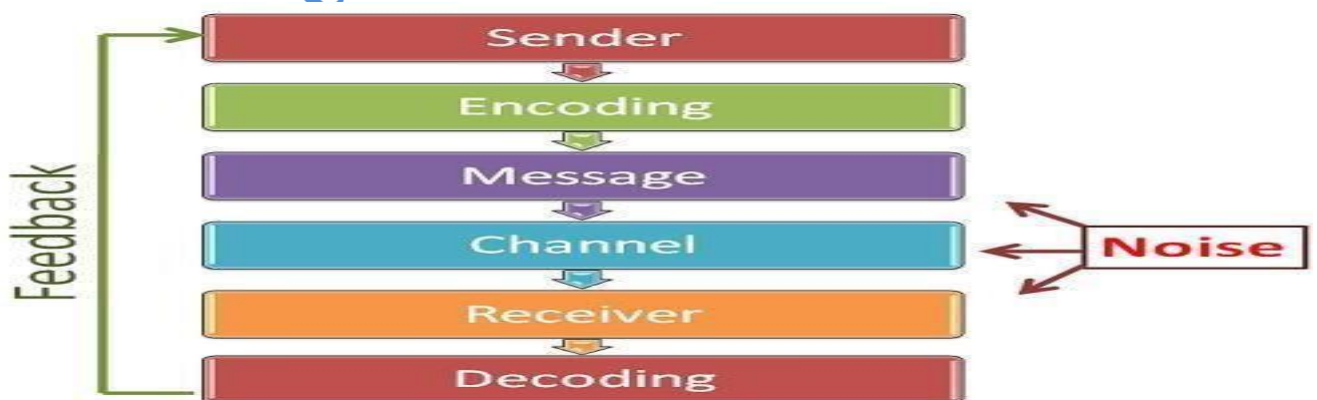 Sender
Encoding
Message
Channel
Receiver
Decoding
Feedback
Noise